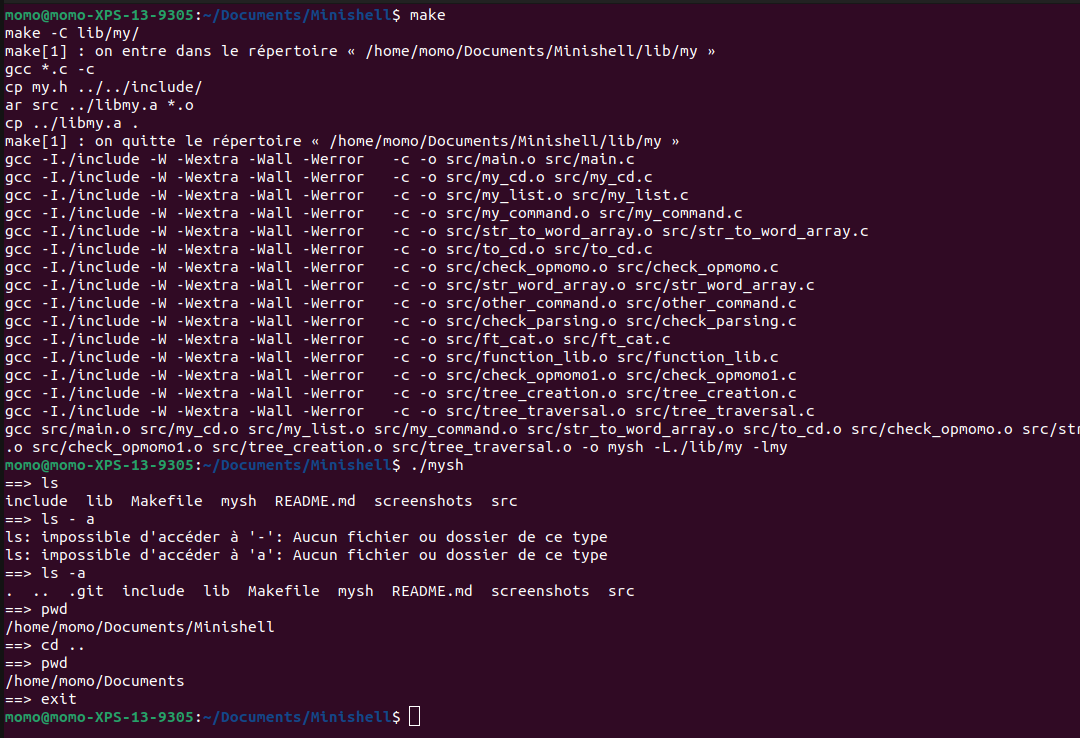 momo@momo-XPS-13-9305:~/Documents/Minishell$ make
make -C lib/my/
make[1] : on entre dans le répertoire « /home/momo/Documents/Minishell/lib/my »
gcc *.c -c
cp my.h ../../include/
ar src ../libmy.a *.o
cp ../libmy.a .
make[1] : on quitte le répertoire « /home/momo/Documents/Minishell/lib/my »
gcc -I./include -W -Wextra -Wall -Werror   -c -o src/main.o src/main.c
gcc -I./include -W -Wextra -Wall -Werror   -c -o src/my_cd.o src/my_cd.c
gcc -I./include -W -Wextra -Wall -Werror   -c -o src/my_list.o src/my_list.c
gcc -I./include -W -Wextra -Wall -Werror   -c -o src/my_command.o src/my_command.c
gcc -I./include -W -Wextra -Wall -Werror   -c -o src/str_to_word_array.o src/str_to_word_array.c
gcc -I./include -W -Wextra -Wall -Werror   -c -o src/to_cd.o src/to_cd.c
gcc -I./include -W -Wextra -Wall -Werror   -c -o src/check_opmomo.o src/check_opmomo.c
gcc -I./include -W -Wextra -Wall -Werror   -c -o src/str_word_array.o src/str_word_array.c
gcc -I./include -W -Wextra -Wall -Werror   -c -o src/other_command.o src/other_command.c
gcc -I./include -W -Wextra -Wall -Werror   -c -o src/check_parsing.o src/check_parsing.c
gcc -I./include -W -Wextra -Wall -Werror   -c -o src/ft_cat.o src/ft_cat.c
gcc -I./include -W -Wextra -Wall -Werror   -c -o src/function_lib.o src/function_lib.c
gcc -I./include -W -Wextra -Wall -Werror   -c -o src/check_opmomo1.o src/check_opmomo1.c
gcc -I./include -W -Wextra -Wall -Werror   -c -o src/tree_creation.o src/tree_creation.c
gcc -I./include -W -Wextra -Wall -Werror   -c -o src/tree_traversal.o src/tree_traversal.c
gcc src/main.o src/my_cd.o src/my_list.o src/my_command.o src/str_to_word_array.o src/to_cd.o src/check_opmomo.o src/str
.o src/check_opmomo1.o src/tree_creation.o src/tree_traversal.o -o mysh -L./lib/my -lmy
momo@momo-XPS-13-9305:~/Documents/Minishell$ ./mysh
==> ls
include  lib  Makefile  mysh  README.md  screenshots  src
==> ls - a
ls: impossible d'accéder à '-': Aucun fichier ou dossier de ce type
ls: impossible d'accéder à 'a': Aucun fichier ou dossier de ce type
==> ls -a
.  ..  .git  include  lib  Makefile  mysh  README.md  screenshots  src
==> pwd
/home/momo/Documents/Minishell
==> cd ..
==> pwd
/home/momo/Documents
==> exit
momo@momo-XPS-13-9305:~/Documents/Minishell$